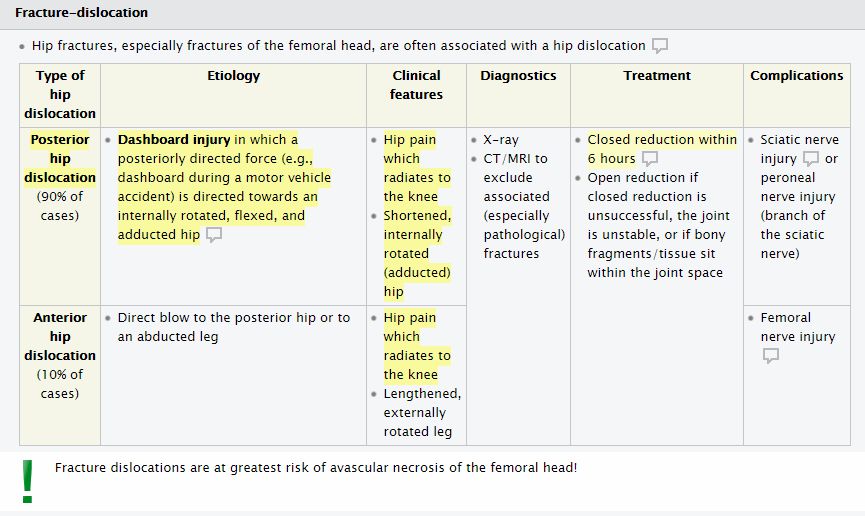 Fracture-dislocation
Hip fractures, especially fractures of the femoral head, are often associated with a hip dislocation
Type of
hip
dislocation
Etiology
Clinical
features
Diagnostics
Treatment
Complications
Posterior
hip
dislocation
(90% of
cases)
Dashboard injury in which a
posteriorly directed force (e.g.,
dashboard during a motor vehicle
accident) is directed towards an
internally rotated, flexed, and
adducted hip
Hip pain
which
radiates to
the knee
Shortened,
internally
rotated
(adducted)
hip
X-ray
CT/MRI to
exclude
associated
(especially
pathological)
fractures
Closed reduction within
6 hours
Open reduction if
closed reduction is
unsuccessful, the joint
is unstable, or if bony
fragments/tissue sit
within the joint space
Sciatic nerve
injury or
peroneal
nerve injury
(branch of
the sciatic
nerve)
Anterior
hip
dislocation
(10% of
cases)
Direct blow to the posterior hip or to
an abducted leg
Hip pain
which
radiates to
the knee
Lengthened,
externally
rotated leg
Femoral
nerve injury
Fracture dislocations are at greatest risk of avascular necrosis of the femoral head!